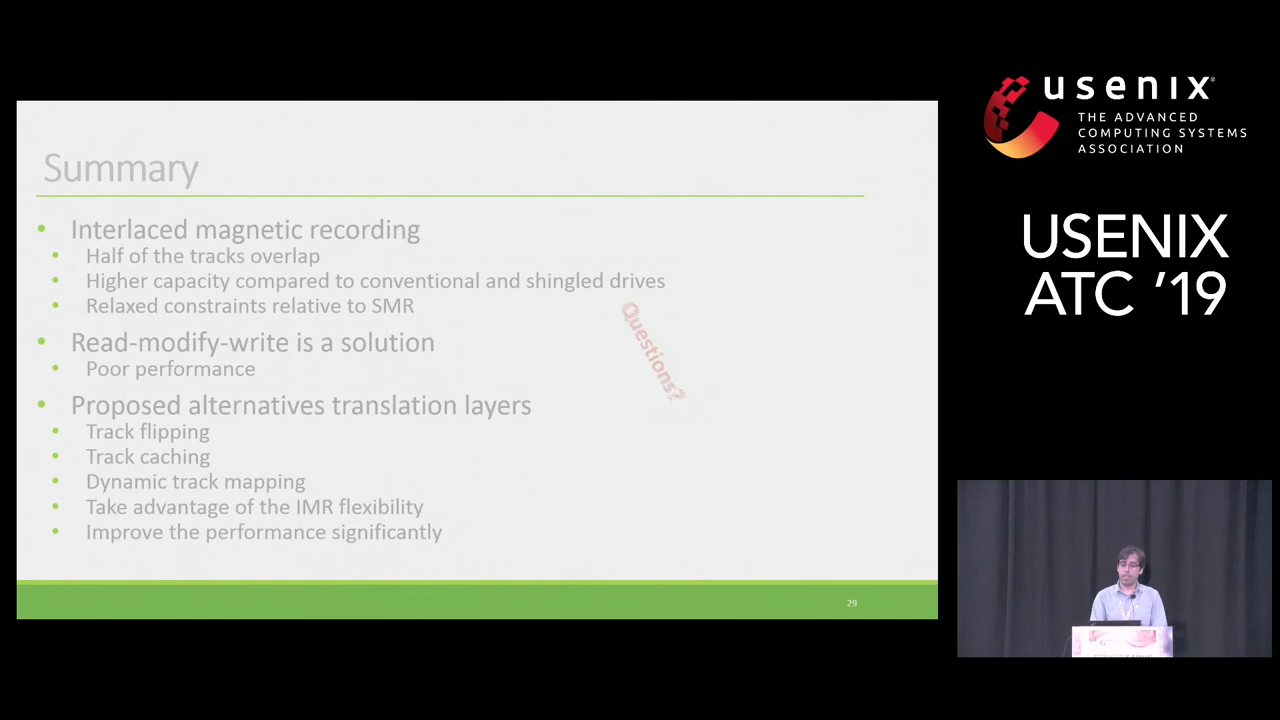 Summary
Interlaced magnetic recording
Half of the tracks overlap
Higher capacity compared to conventional and shingled drives
Relaxed constraints relative to SMR
Read-modify-write is a solution
Poor performance
Proposed alternatives translation layers
Track flipping
Track caching
Dynamic track mapping
Take advantage of the IMR flexibility
Improve the performance significantly
Questions?
29
usenix
THE ADVANCED
COMPUTING SYSTEMS
ASSOCIATION
USENIX
ATC '19